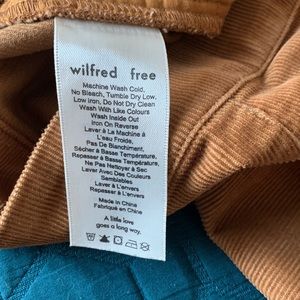 wilfred free
Machine Wash Cold,
No Bleach, Tumble Dry Low,
Low iron, Do Not Dry Clean
Wash With Like Colours
Wash Inside Out
Iron On Reverse
Laver À La Machine à
L'eau Froide,
Pas De Blanchiment,
Sécher à Basse Température,
Repasser à Basse Température,
Ne Pas Nettoyer à Sec
Laver Avec Des Couleurs
Semblables
Laver à L'envers
Repasser à L'envers
Made in China
Fabriqué en Chine
A little love
goes a long way.